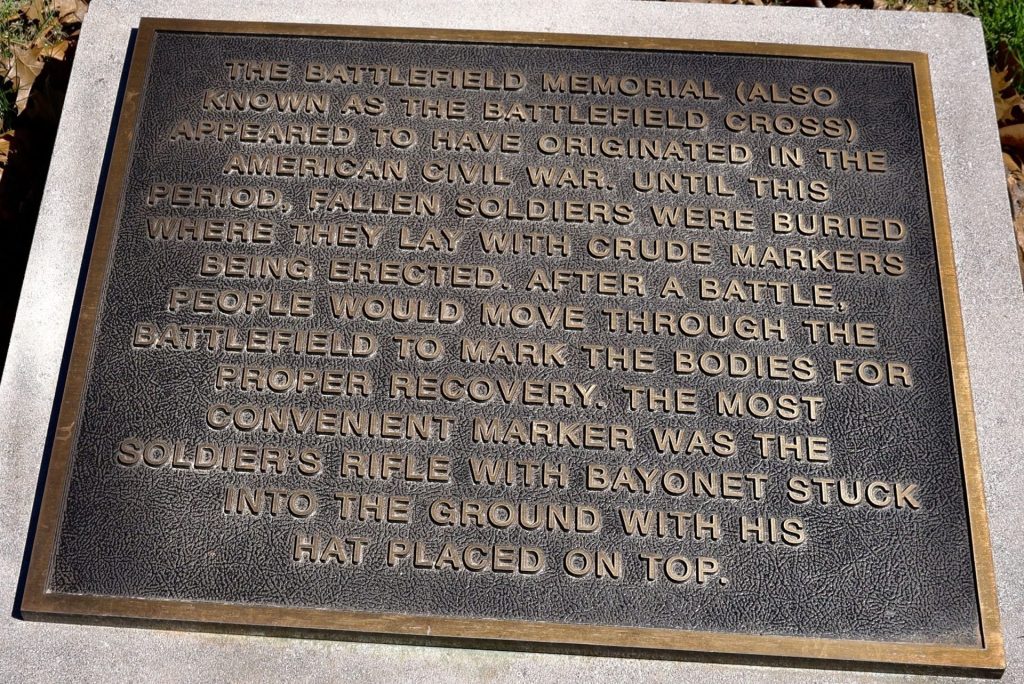 THE BATTLEFIELD MEMORIAL (ALSO
KNOWN AS THE BATTLEFIELD CROSS)
APPEARED TO HAVE ORIGINATED IN THE
AMERICAN CIVIL WAR. UNTIL THIS
PERIOD, FALLEN SOLDIERS WERE BURIED
WHERE THEY LAY WITH CRUDE MARKERS
BEING ERECTED. AFTER A BATTLE,
PEOPLE WOULD MOVE THROUGH THE
BATTLEFIELD TO MARK THE BODIES FOR
PROPER RECOVERY. THE MOST
CONVENIENT MARKER WAS THE
SOLDIER'S RIFLE WITH BAYONET STUCK
INTO THE GROUND WITH HIS
HAT PLACED ON TOP.